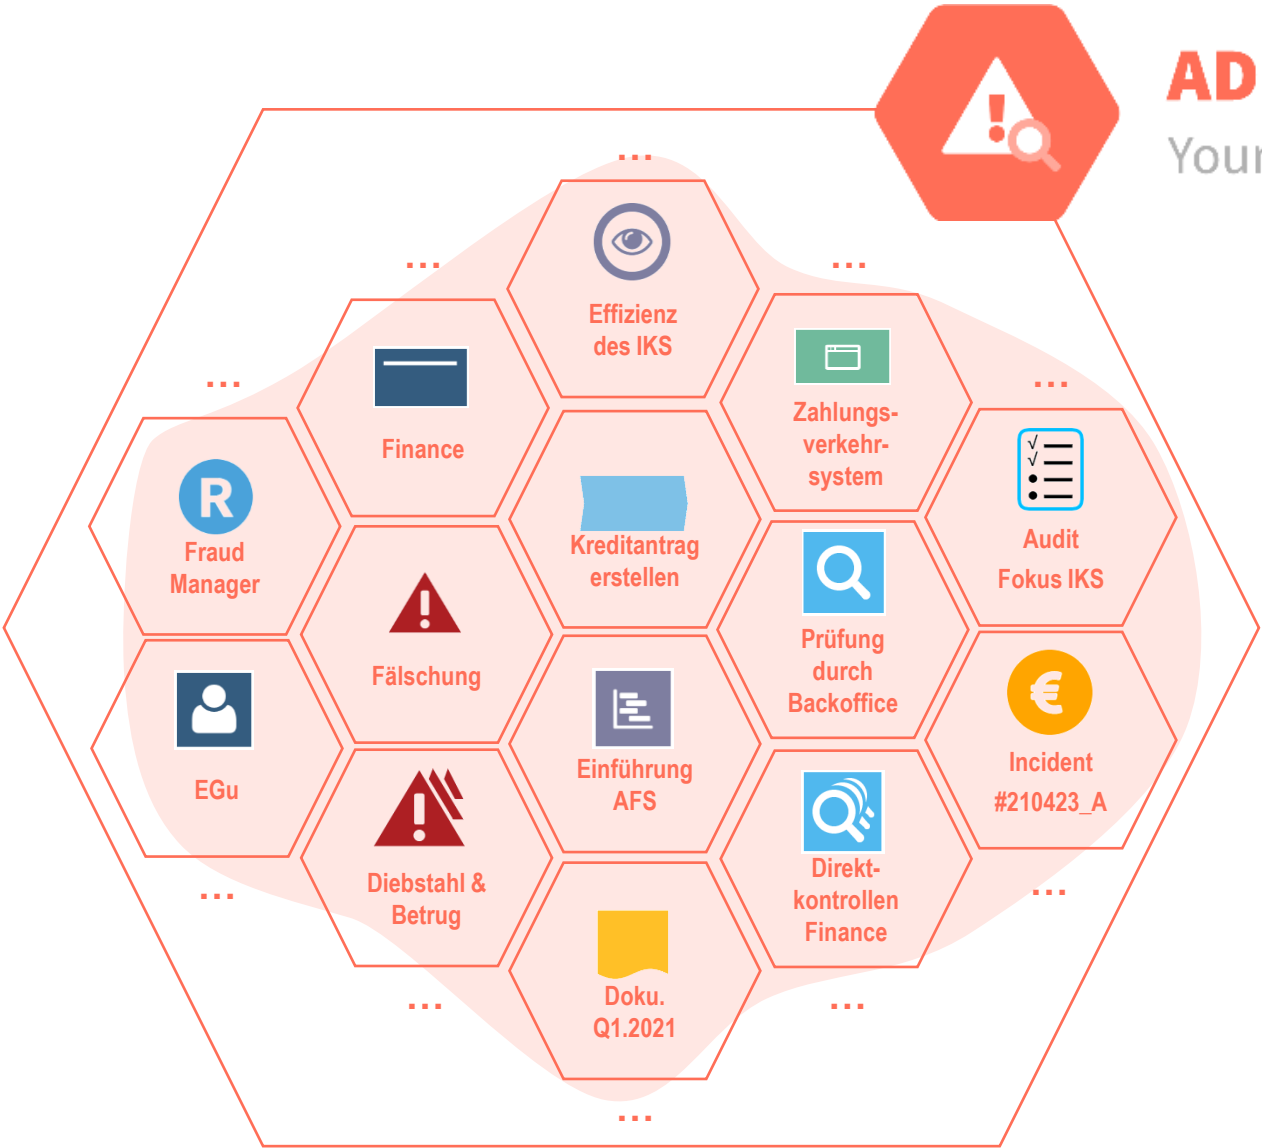 AD
Your
...
Effizienz
des IKS
...
Finance
...
Zahlungs-
verkehr-
system
...
R
Fraud
Manager
...
√
√
Audit
Fokus IKS
Kreditantrag
erstellen
Fälschung
Prüfung
durch
Backoffice
EGu
Einführung
AFS
€
Incident
#210423_A
Diebstahl &
Betrug
Direkt-
kontrollen
Finance
...
...
Doku.
Q1.2021
...
...
...